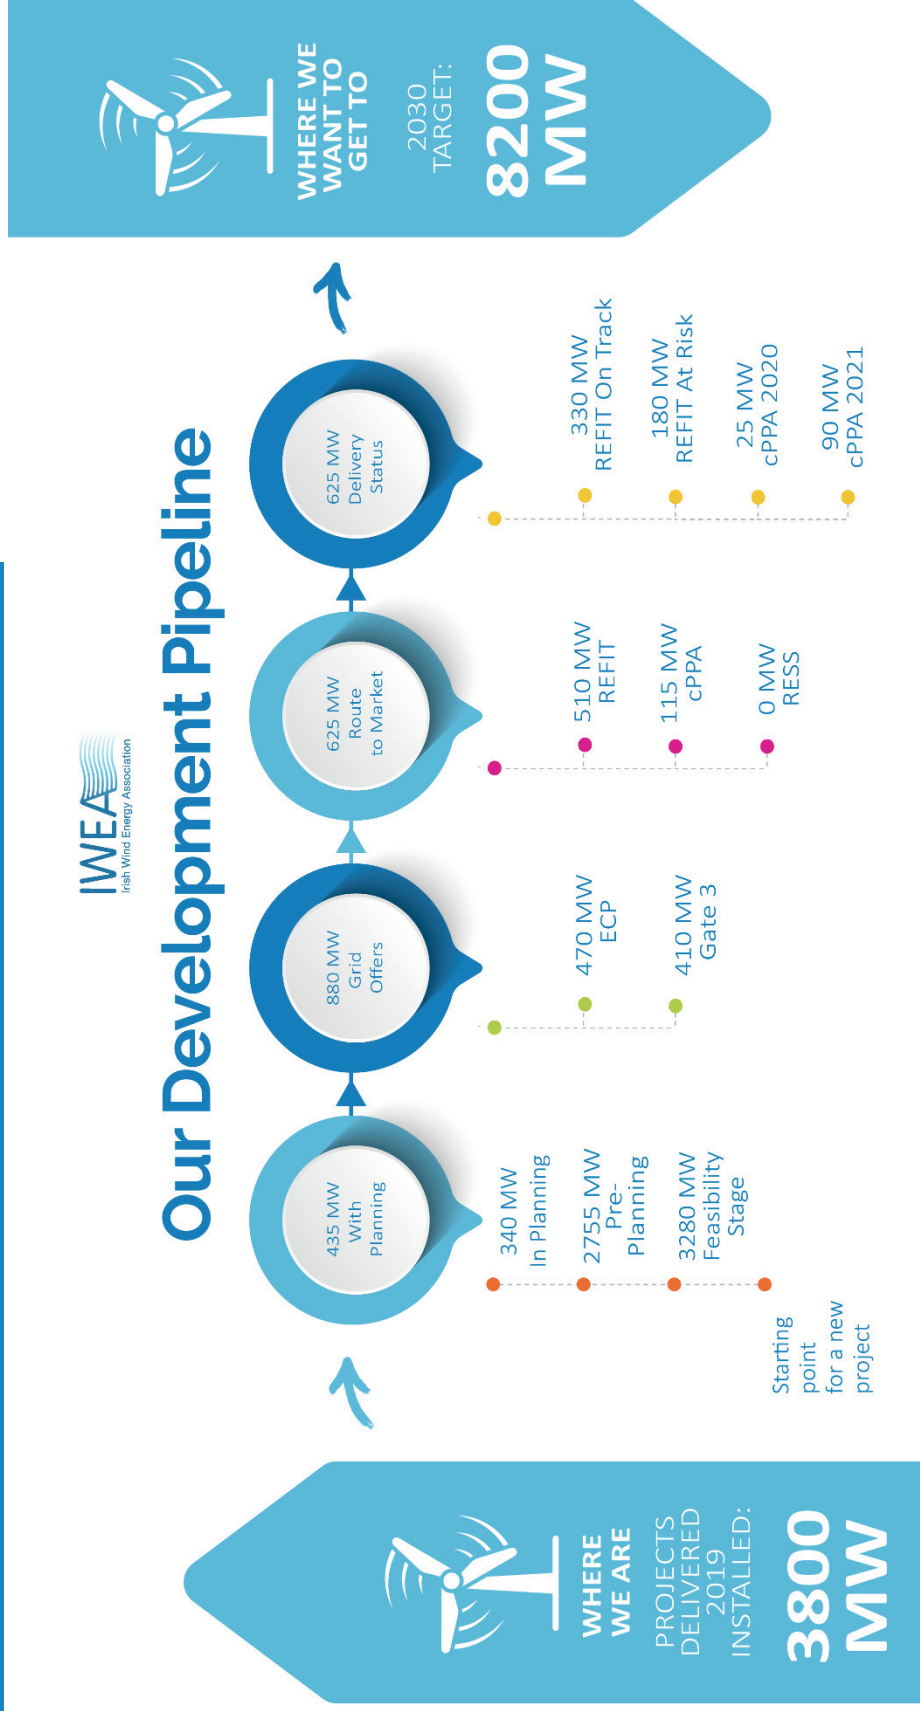 IWEA
Irish Wind Energy Association
Our Development Pipeline
WHERE
WE ARE
PROJECTS
DELIVERED
2019
INSTALLED:
3800
MW
435 MW
With
Planning
340 MW
In Planning
2755 MW
Pre-
Planning
3280 MW
Feasibility
Stage
Starting
point
for a new
project
880 MW
Grid
Offers
470 MW
ECP
410 MW
Gate 3
625 MW
Route
to Market
510 MW
REFIT
115 MW
cPPA
0 MW
RESS
625 MW
Delivery
Status
330 MW
REFIT On Track
180 MW
REFIT At Risk
25 MW
cPPA 2020
90 MW
cPPA 2021
WHERE WE
WANT TO
GET TO
2030
TARGET:
8200
MW